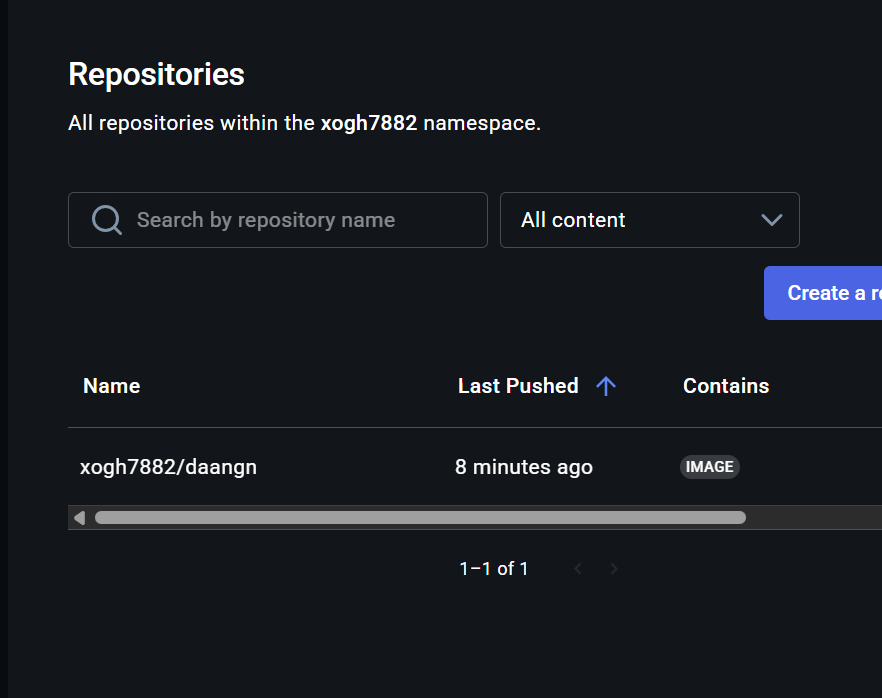 Repositories
All repositories within the xogh7882 namespace.
Search by repository name
All content
Create a r
Name Last Pushed Contains
xogh7882/daangn 8 minutes ago IMAGE
1–1 of 1